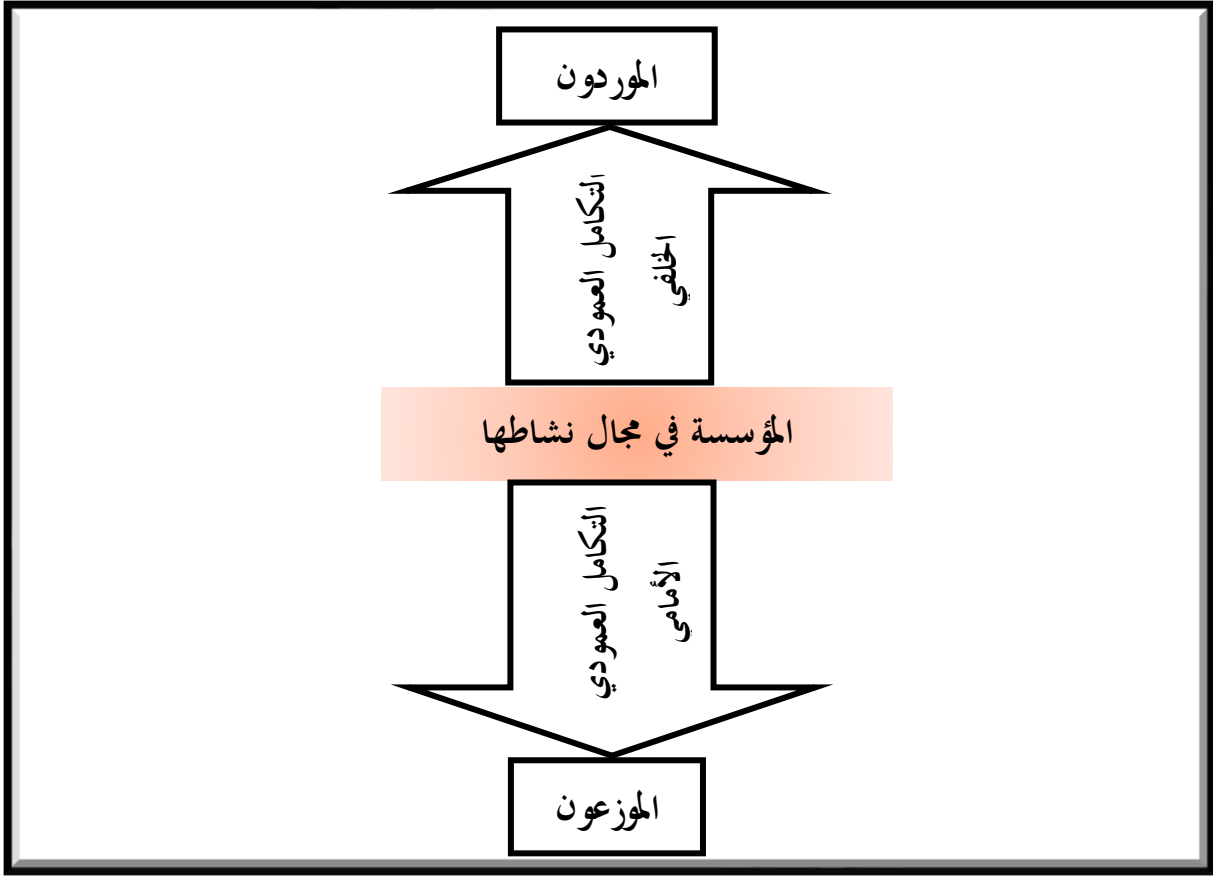 الموردون
التكامل العمودي
الخلفي
المؤسسة في مجال نشاطها
التكامل العمودي
الأمامي
الموزعون